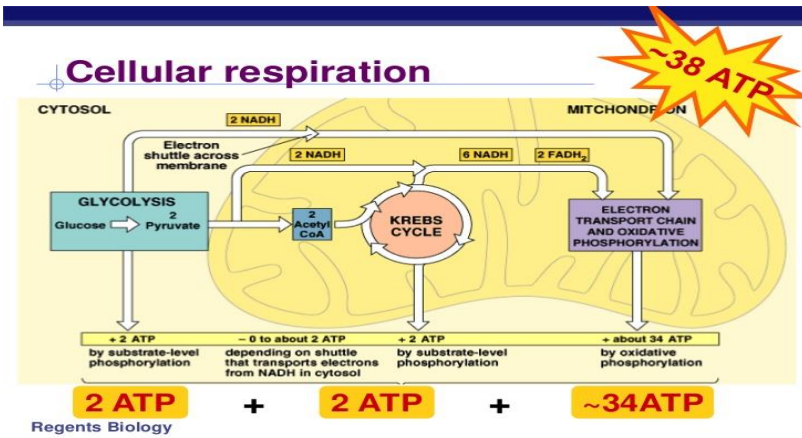 Cellular respiration
~38 ATP
CYTOSOL
MITCHONDRION
2 NADH
Electron
shuttle across
membrane
2 NADH
6 NADH
2 FADH₂
GLYCOLYSIS
Glucose
2
Pyruvate
2
Acetyl
CoA
KREBS
CYCLE
ELECTRON
TRANSPORT CHAIN
AND OXIDATIVE
PHOSPHORYLATION
+ 2 ATP
by substrate-level
phosphorylation
– 0 to about 2 ATP
depending on shuttle
that transports electrons
from NADH in cytosol
+ 2 ATP
by substrate-level
phosphorylation
+ about 34 ATP
by oxidative
phosphorylation
2 ATP + 2 ATP + ~34ATP
Regents Biology